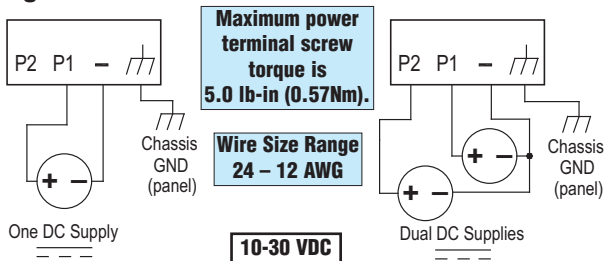 P2 P1 –
Chassis
GND
(panel)
+ –
One DC Supply
Maximum power
terminal screw
torque is
5.0 lb-in (0.57Nm).
Wire Size Range
24 – 12 AWG
10-30 VDC
P2 P1 –
+ –
+ –
Chassis
GND
(panel)
Dual DC Supplies